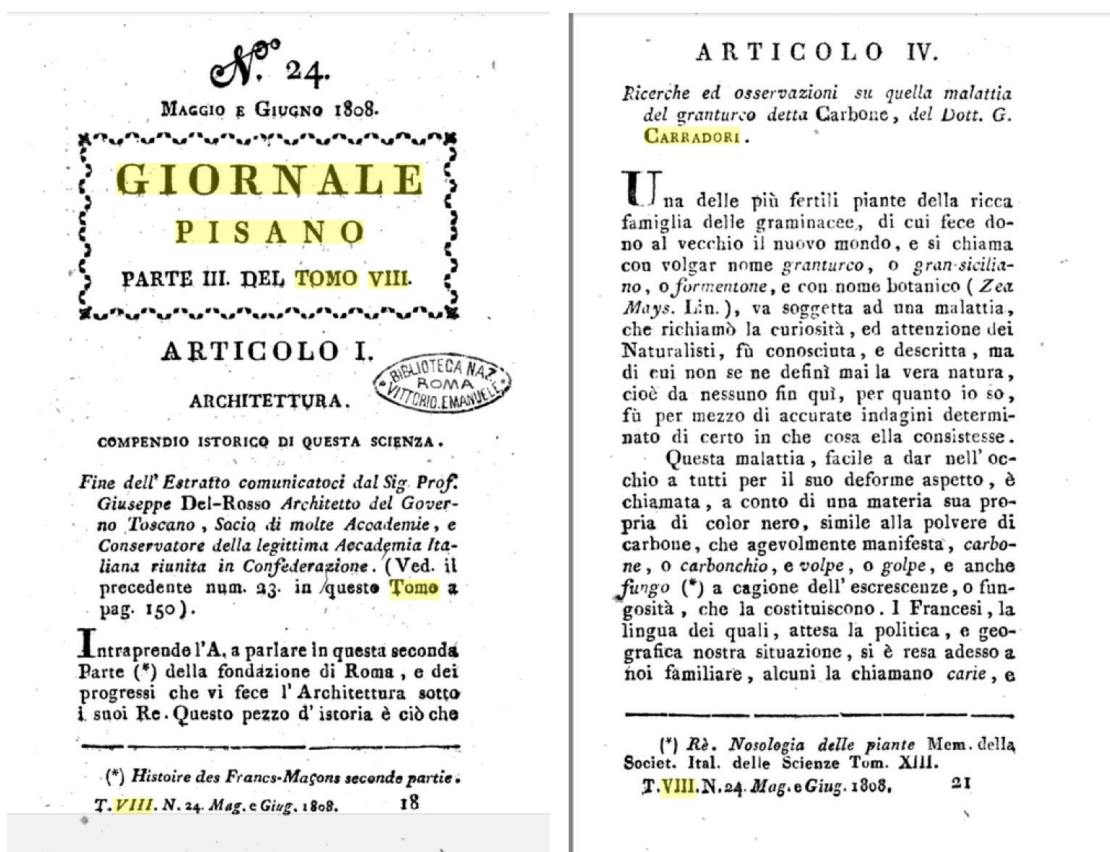 N.ro 24.
MAGGIO E GIUGNO 1808.
GIORNALE
PISANO
PARTE III. DEL TOMO VIII.
ARTICOLO I.
BIBLIOTECA NAZ.
ROMA
VITTORIO.EMANUELE
ARCHITETTURA.
COMPENDIO ISTORICO DI QUESTA SCIENZA.
Fine dell' Estratto comunicatoci dal Sig. Prof.
Giuseppe Del-Rosso Architetto del Gover-
no Toscano, Socio di molte Accademie, e
Conservatore della legittima Accademia Ita-
liana riunita in Confederazione. (Ved. il
precedente num. 23. in questo Tomo a
pag. 150).
Intraprende l'A. a parlare in questa seconda
Parte (*) della fondazione di Roma, e dei
progressi che vi fece l'Architettura sotto
i suoi Re. Questo pezzo d'istoria è ciò che
(*) Histoire des Francs-Maçons seconde partie.
T. VIII. N. 24. Mag. e Giug. 1808. 18
ARTICOLO IV.
Ricerche ed osservazioni su quella malattia
del granturco detta Carbone, del Dott. G.
CARRADORI.
Una delle più fertili piante della ricca
famiglia delle graminacee, di cui fece do-
no al vecchio il nuovo mondo, e si chiama
con volgar nome granturco, o gran-sicilia-
no, o formentone, e con nome botanico (Zea
Mays. Lin.), va soggetta ad una malattia,
che richiamò la curiosità, ed attenzione dei
Naturalisti, fù conosciuta, e descritta, ma
di cui non se ne definì mai la vera natura,
cioè da nessuno fin quì, per quanto io so,
fù per mezzo di accurate indagini determi-
nato di certo in che cosa ella consistesse.
Questa malattia, facile a dar nell' oc-
chio a tutti per il suo deforme aspetto, è
chiamata, a conto di una materia sua pro-
pria di color nero, simile alla polvere di
carbone, che agevolmente manifesta, carbo-
ne, o carbonchio, e volpe, o golpe, e anche
fungo (*) a cagione dell' escrescenze, o fun-
gosità, che la costituiscono. I Francesi, la
lingua dei quali, attesa la politica, e geo-
grafica nostra situazione, si è resa adesso a
noi familiare, alcuni la chiamano carie, e
(*) Rè. Nosologia delle piante Mem. della
Societ. Ital. delle Scienze Tom. XIII.
T.VIII.N.24. Mag. e Giug. 1808. 21